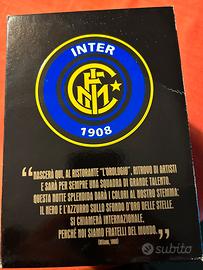 INTER
FCIM
1908
"NASCERÀ QUI, AL RISTORANTE "L'OROLOGIO", RITROVO DI ARTISTI
E SARÀ PER SEMPRE UNA SQUADRA DI GRANDE TALENTO.
QUESTA NOTTE SPLENDIDA DARÀ I COLORI AL NOSTRO STEMMA:
IL NERO E L'AZZURRO SULLO SFONDO D'ORO DELLE STELLE.
SI CHIAMERÀ INTERNAZIONALE,
PERCHÉ NOI SIAMO FRATELLI DEL MONDO."
(Milano, 1908)
subito